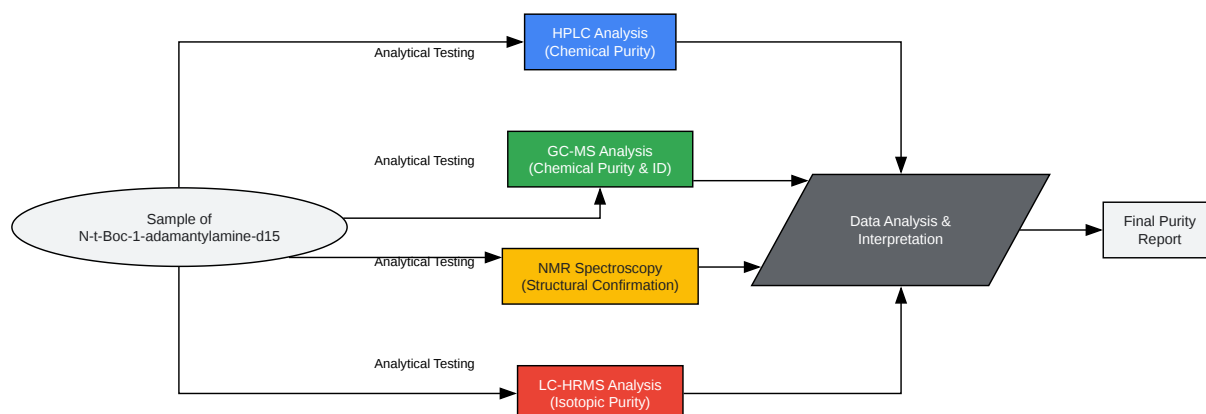 HPLC Analysis
(Chemical Purity)
Analytical Testing
GC-MS Analysis
(Chemical Purity & ID)
Analytical Testing
Sample of
N-t-Boc-1-adamantylamine-d15
Data Analysis &
Interpretation
Final Purity
Report
Analytical Testing
NMR Spectroscopy
(Structural Confirmation)
Analytical Testing
LC-HRMS Analysis
(Isotopic Purity)